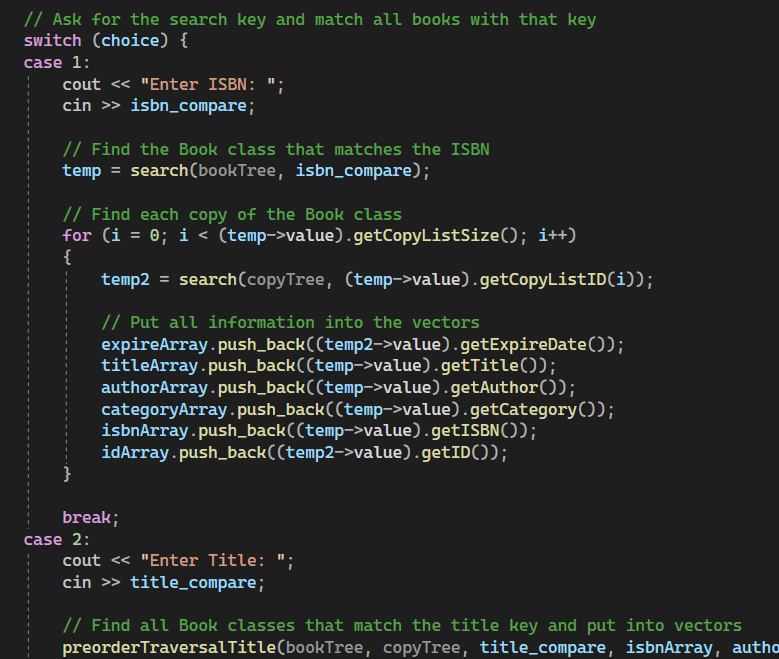 // Ask for the search key and match all books with that key
switch (choice) {
case 1:
cout << "Enter ISBN: ";
cin >> isbn_compare;
// Find the Book class that matches the ISBN
temp = search(bookTree, isbn_compare);
// Find each copy of the Book class
for (i = 0; i < (temp->value).getCopyListSize(); i++)
{
temp2 = search(copyTree, (temp->value).getCopyListID(i));
// Put all information into the vectors
expireArray.push_back((temp2->value).getExpireDate());
titleArray.push_back((temp->value).getTitle());
authorArray.push_back((temp->value).getAuthor());
categoryArray.push_back((temp->value).getCategory());
isbnArray.push_back((temp->value).getISBN());
idArray.push_back((temp2->value).getID());
}
break;
case 2:
cout << "Enter Title: ";
cin >> title_compare;
// Find all Book classes that match the title key and put into vectors
preorderTraversalTitle(bookTree, copyTree, title_compare, isbnArray, autho